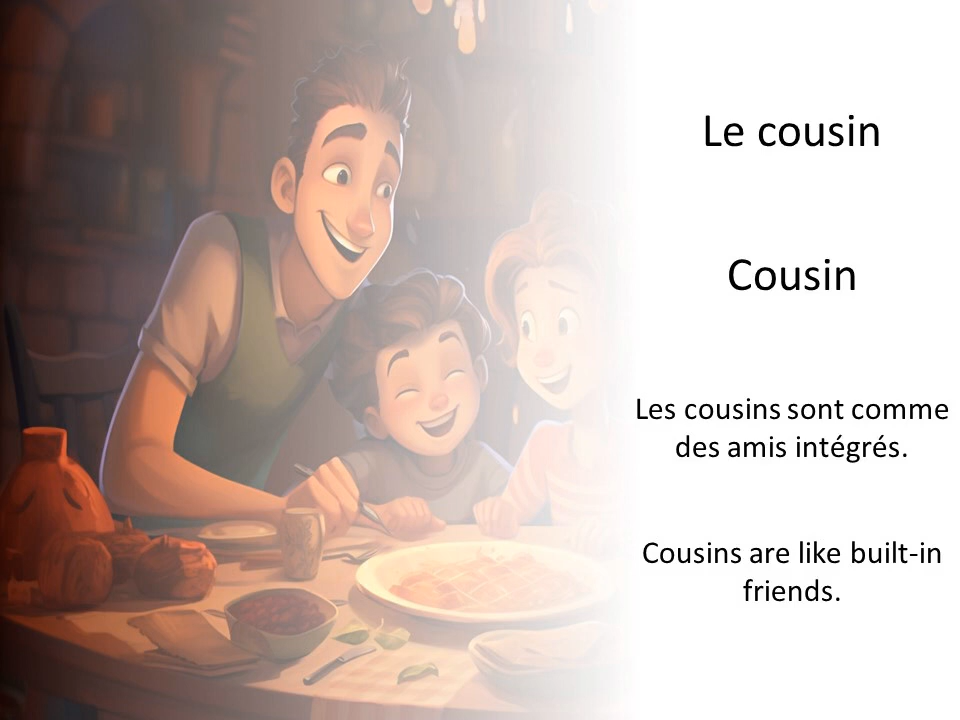 Le cousin
Cousin
Les cousins sont comme
des amis intégrés.
Cousins are like built-in
friends.